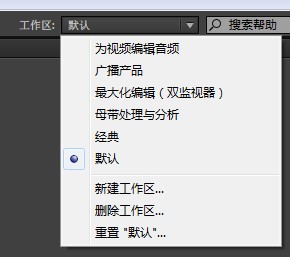 工作区: 默认 搜索帮助
为视频编辑音频
广播产品
最大化编辑（双监视器）
母带处理与分析
经典
默认
新建工作区...
删除工作区...
重置 "默认"...